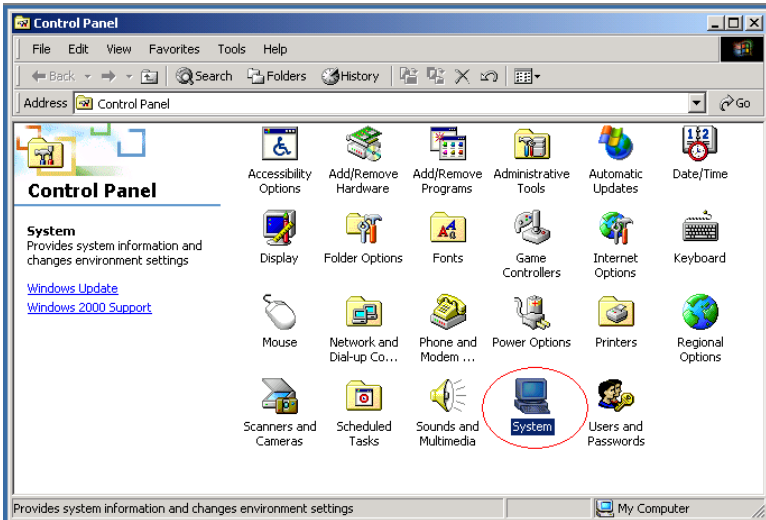 Control Panel
File Edit View Favorites Tools Help
Back Search Folders History
Address Control Panel Go
Control Panel
System
Provides system information and
changes environment settings
Windows Update
Windows 2000 Support
Accessibility
Options
Add/Remove
Hardware
Add/Remove
Programs
Administrative
Tools
Automatic
Updates
Date/Time
Display
Folder Options
Fonts
Game
Controllers
Internet
Options
Keyboard
Mouse
Network and
Dial-up Co...
Phone and
Modem ...
Power Options
Printers
Regional
Options
Scanners and
Cameras
Scheduled
Tasks
Sounds and
Multimedia
System
Users and
Passwords
Provides system information and changes environment settings My Computer